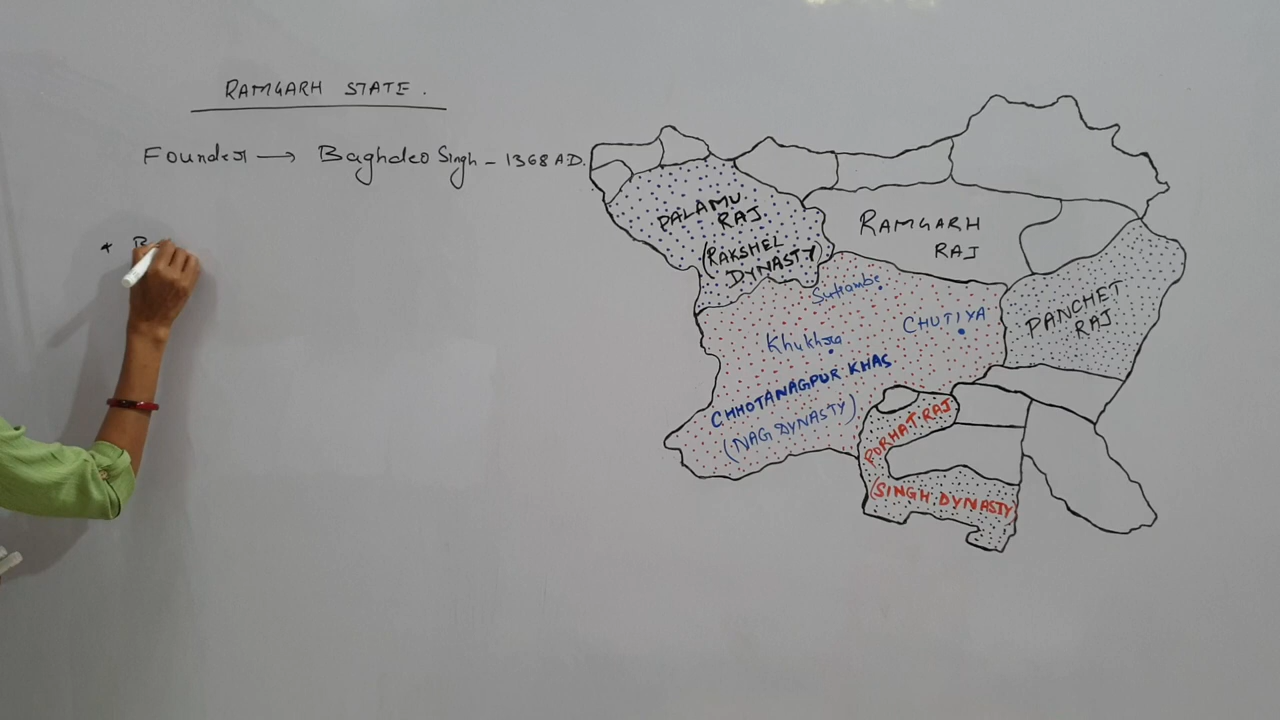 RAMGARH STATE.
Founder → Baghdeo Singh - 1368 A.D.
*
PALAMU
RAJ
(RAKSHEL
DYNASTY)
RAMGARH
RAJ
PANCHET
RAJ
Sutiambe
CHUTIYA
Khukhra
CHHOTANAGPUR KHAS
(NAG DYNASTY)
PORHAT RAJ
(SINGH DYNASTY)